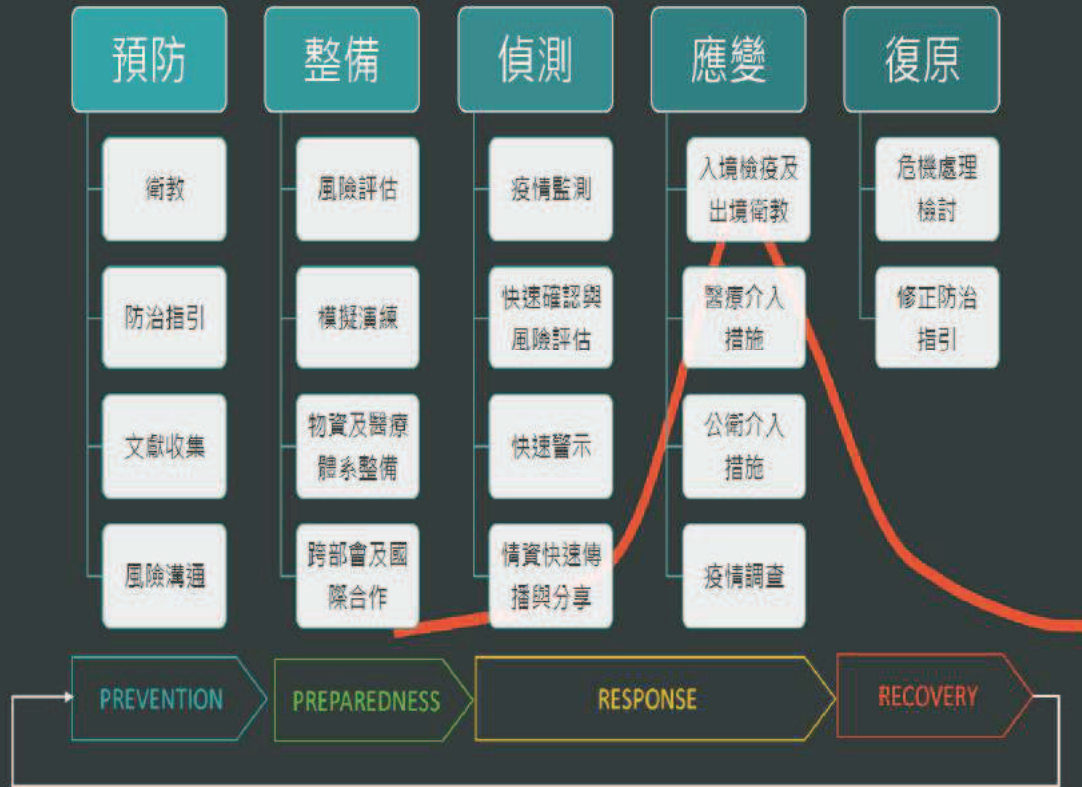 預防
衛教
防治指引
文獻收集
風險溝通
整備
風險評估
模擬演練
物資及醫療
體系整備
跨部會及國
際合作
偵測
疫情監測
快速確認與
風險評估
快速警示
情資快速傳
播與分享
應變
入境檢疫及
出境衛教
醫療介入
措施
公衛介入
措施
疫情調查
復原
危機處理
檢討
修正防治
指引
PREVENTION
PREPAREDNESS
RESPONSE
RECOVERY